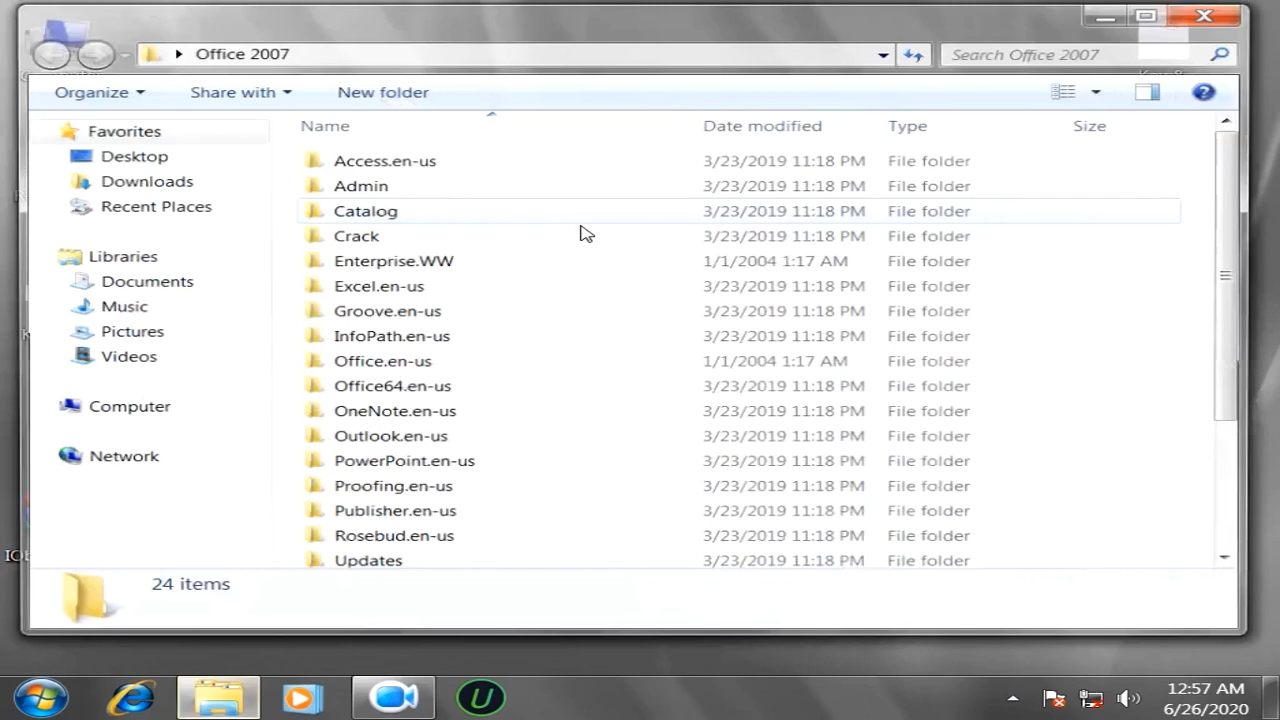 Office 2007
Search Office 2007
Organize
Share with
New folder
Name
Date modified
Type
Size
Favorites
Desktop
Downloads
Recent Places
Libraries
Documents
Music
Pictures
Videos
Computer
Network
Access.en-us 3/23/2019 11:18 PM File folder
Admin 3/23/2019 11:18 PM File folder
Catalog 3/23/2019 11:18 PM File folder
Crack 3/23/2019 11:18 PM File folder
Enterprise.WW 1/1/2004 1:17 AM File folder
Excel.en-us 3/23/2019 11:18 PM File folder
Groove.en-us 3/23/2019 11:18 PM File folder
InfoPath.en-us 3/23/2019 11:18 PM File folder
Office.en-us 1/1/2004 1:17 AM File folder
Office64.en-us 3/23/2019 11:18 PM File folder
OneNote.en-us 3/23/2019 11:18 PM File folder
Outlook.en-us 3/23/2019 11:18 PM File folder
PowerPoint.en-us 3/23/2019 11:18 PM File folder
Proofing.en-us 3/23/2019 11:18 PM File folder
Publisher.en-us 3/23/2019 11:18 PM File folder
Rosebud.en-us 3/23/2019 11:18 PM File folder
Updates 3/23/2019 11:18 PM File folder
24 items
U
12:57 AM
6/26/2020